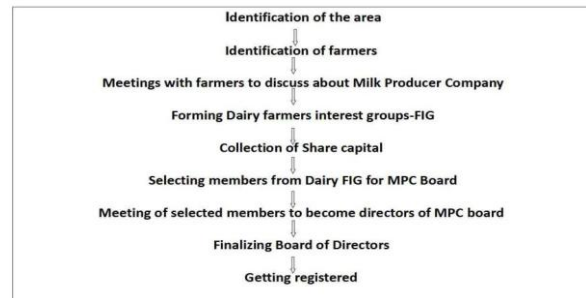 Identification of the area
Identification of farmers
Meetings with farmers to discuss about Milk Producer Company
Forming Dairy farmers interest groups-FIG
Collection of Share capital
Selecting members from Dairy FIG for MPC Board
Meeting of selected members to become directors of MPC board
Finalizing Board of Directors
Getting registered